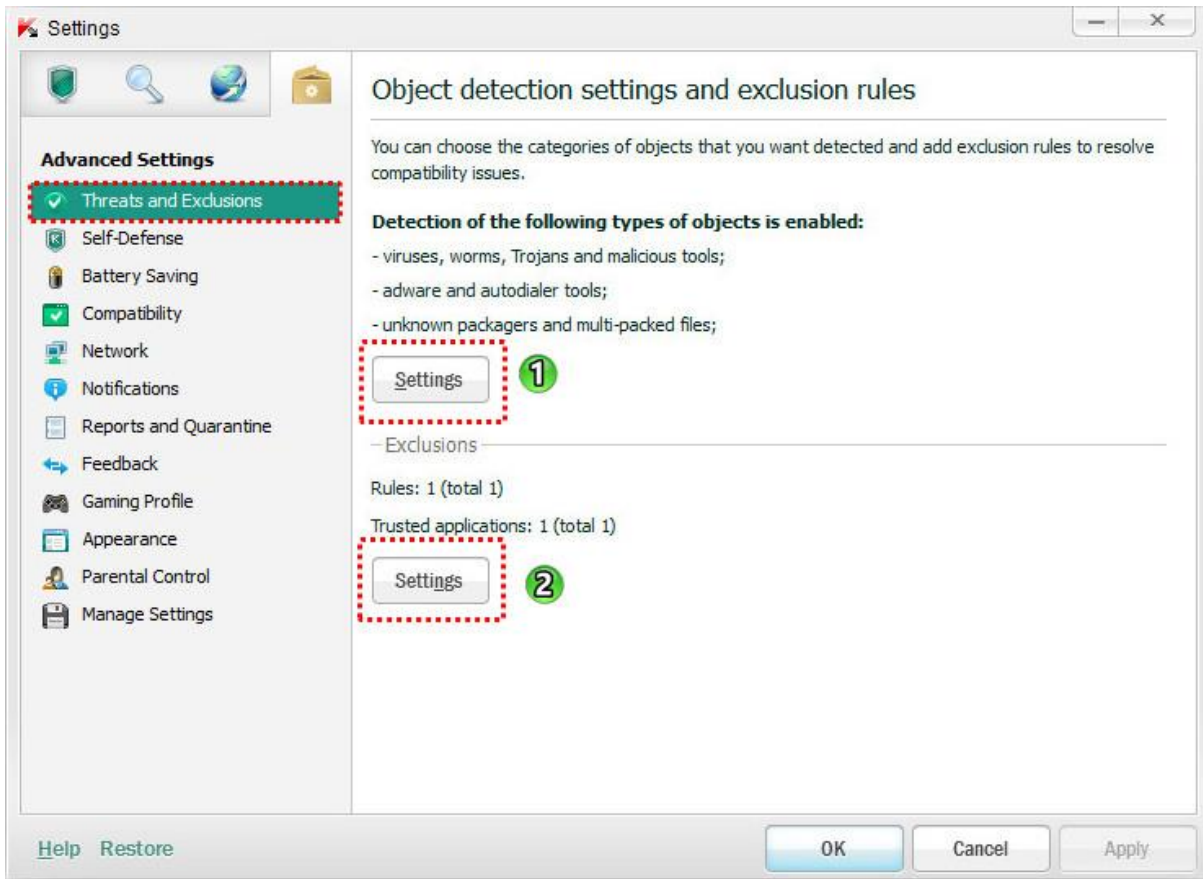 Settings
Object detection settings and exclusion rules
You can choose the categories of objects that you want detected and add exclusion rules to resolve
compatibility issues.
Detection of the following types of objects is enabled:
- viruses, worms, Trojans and malicious tools;
- adware and autodialer tools;
- unknown packagers and multi-packed files;
Settings
1
Exclusions
Rules: 1 (total 1)
Trusted applications: 1 (total 1)
Settings
2
Advanced Settings
Threats and Exclusions
Self-Defense
Battery Saving
Compatibility
Network
Notifications
Reports and Quarantine
Feedback
Gaming Profile
Appearance
Parental Control
Manage Settings
Help Restore
OK
Cancel
Apply